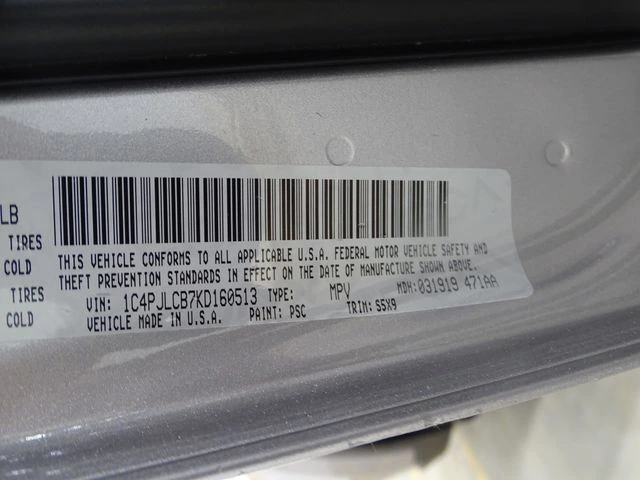 LB
TIRES
COLD
TIRES
COLD
THIS VEHICLE CONFORMS TO ALL APPLICABLE U.S.A. FEDERAL MOTOR VEHICLE SAFETY AND
THEFT PREVENTION STANDARDS IN EFFECT ON THE DATE OF MANUFACTURE SHOWN ABOVE.
VIN: 1C4PJLCB7KD160513 TYPE: MPV MDH: 031919 471AA
VEHICLE MADE IN U.S.A. PAINT: PSC TRIM: S5X9